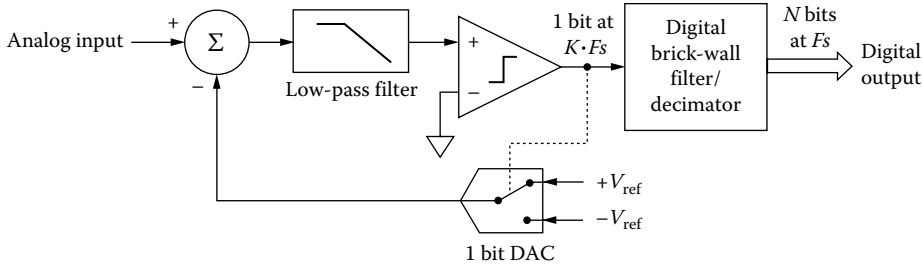 Analog input
+
−
Σ
Low-pass filter
+
−
1 bit at
K·Fs
Digital
brick-wall
filter/
decimator
N bits
at Fs
Digital
output
+Vref
−Vref
1 bit DAC